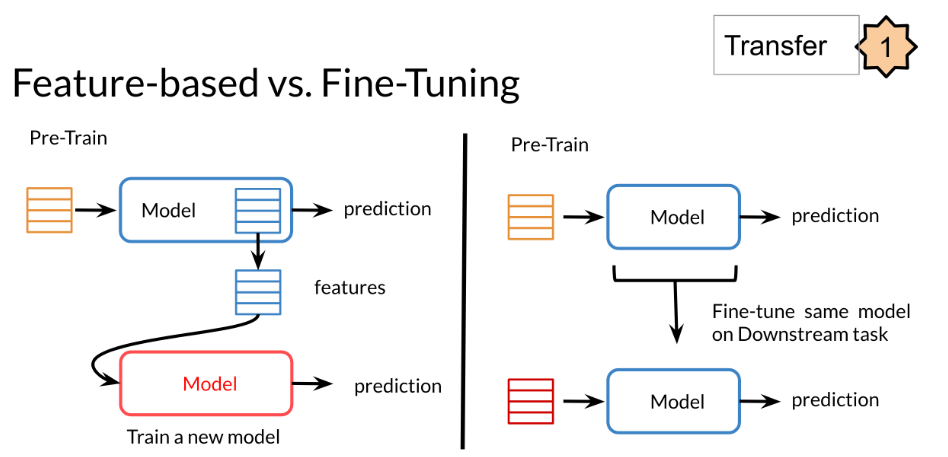 Transfer
1
Feature-based vs. Fine-Tuning
Pre-Train
Model
prediction
features
Model
prediction
Train a new model
Pre-Train
Model
prediction
Fine-tune same model
on Downstream task
Model
prediction